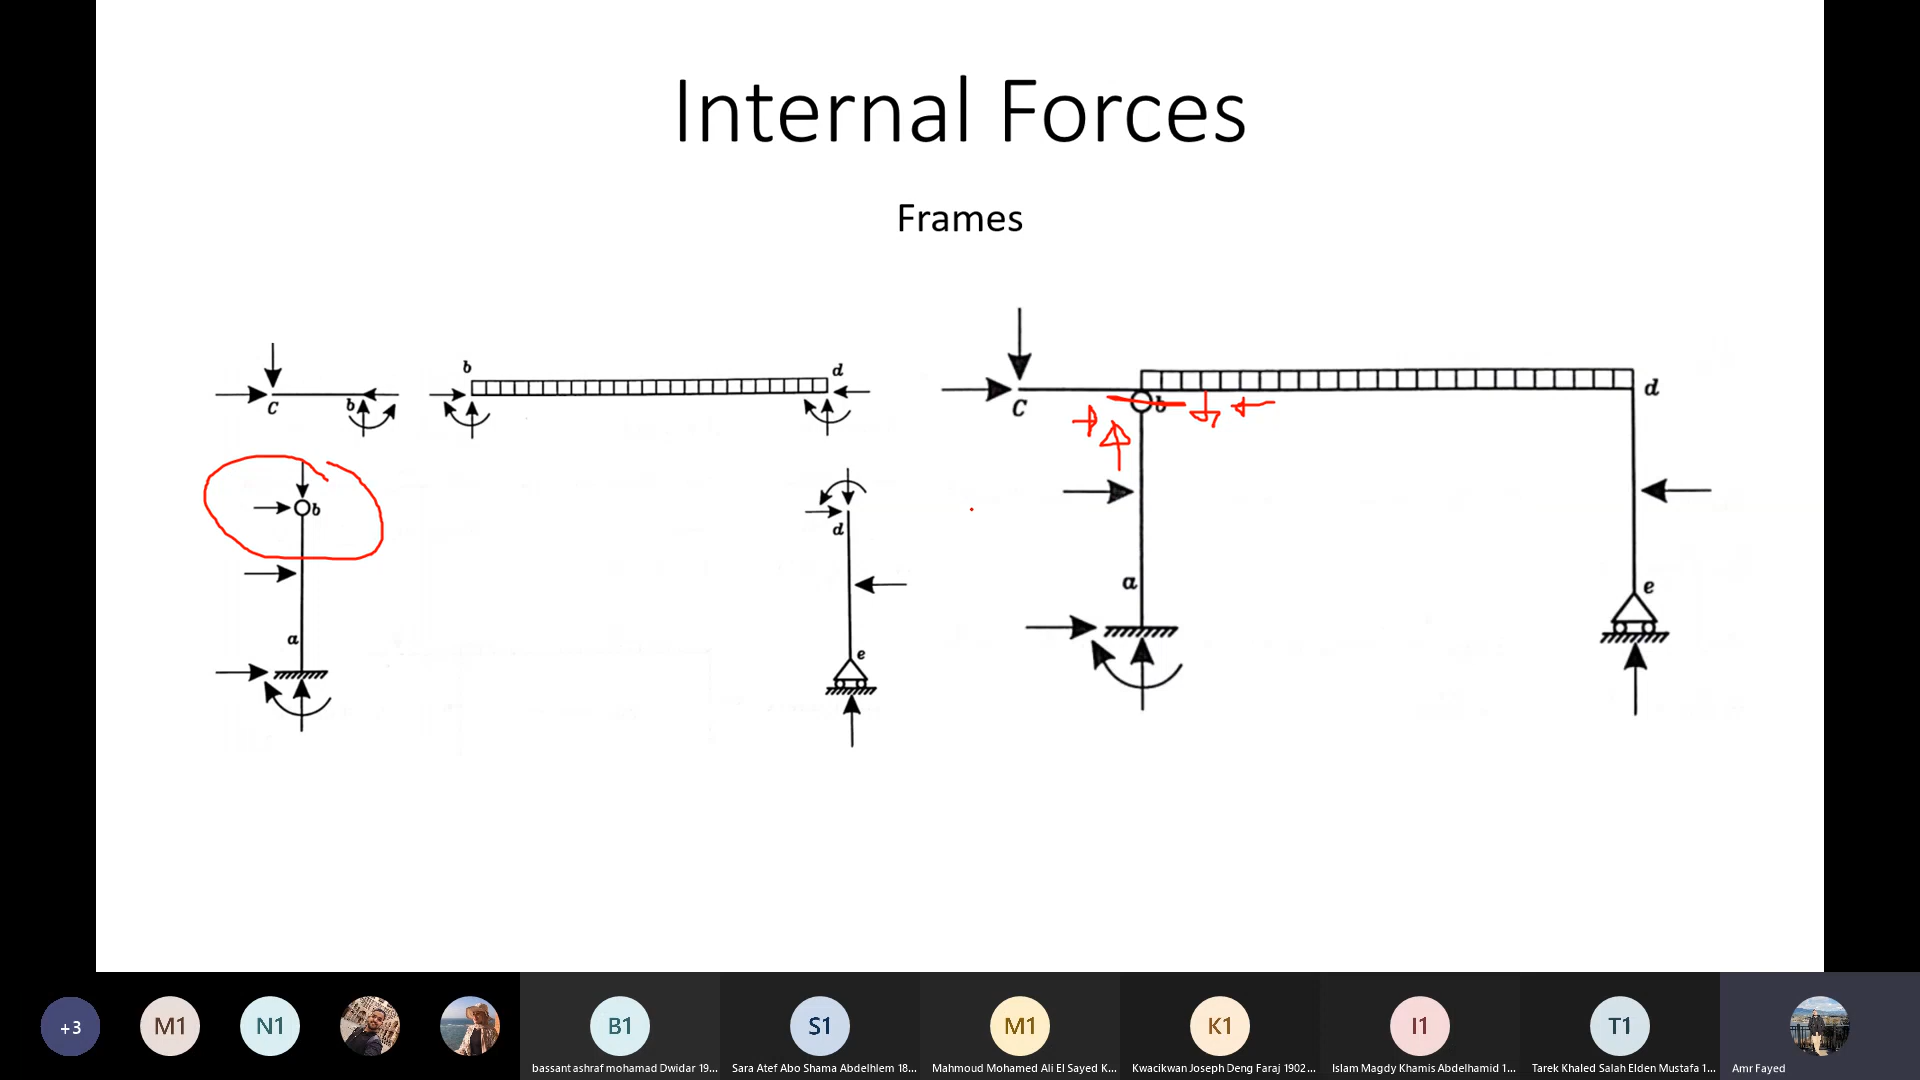 Internal Forces
Frames
b
d
C
b
b
d
a
e
C
b
d
a
e
+3
M1
N1
B1
S1
M1
K1
I1
T1
bassant ashraf mohamad Dwidar 19...
Sara Atef Abo Shama Abdelhlem 18...
Mahmoud Mohamed Ali El Sayed K...
Kwacikwan Joseph Deng Faraj 1902...
Islam Magdy Khamis Abdelhamid 1...
Tarek Khaled Salah Elden Mustafa 1...
Amr Fayed